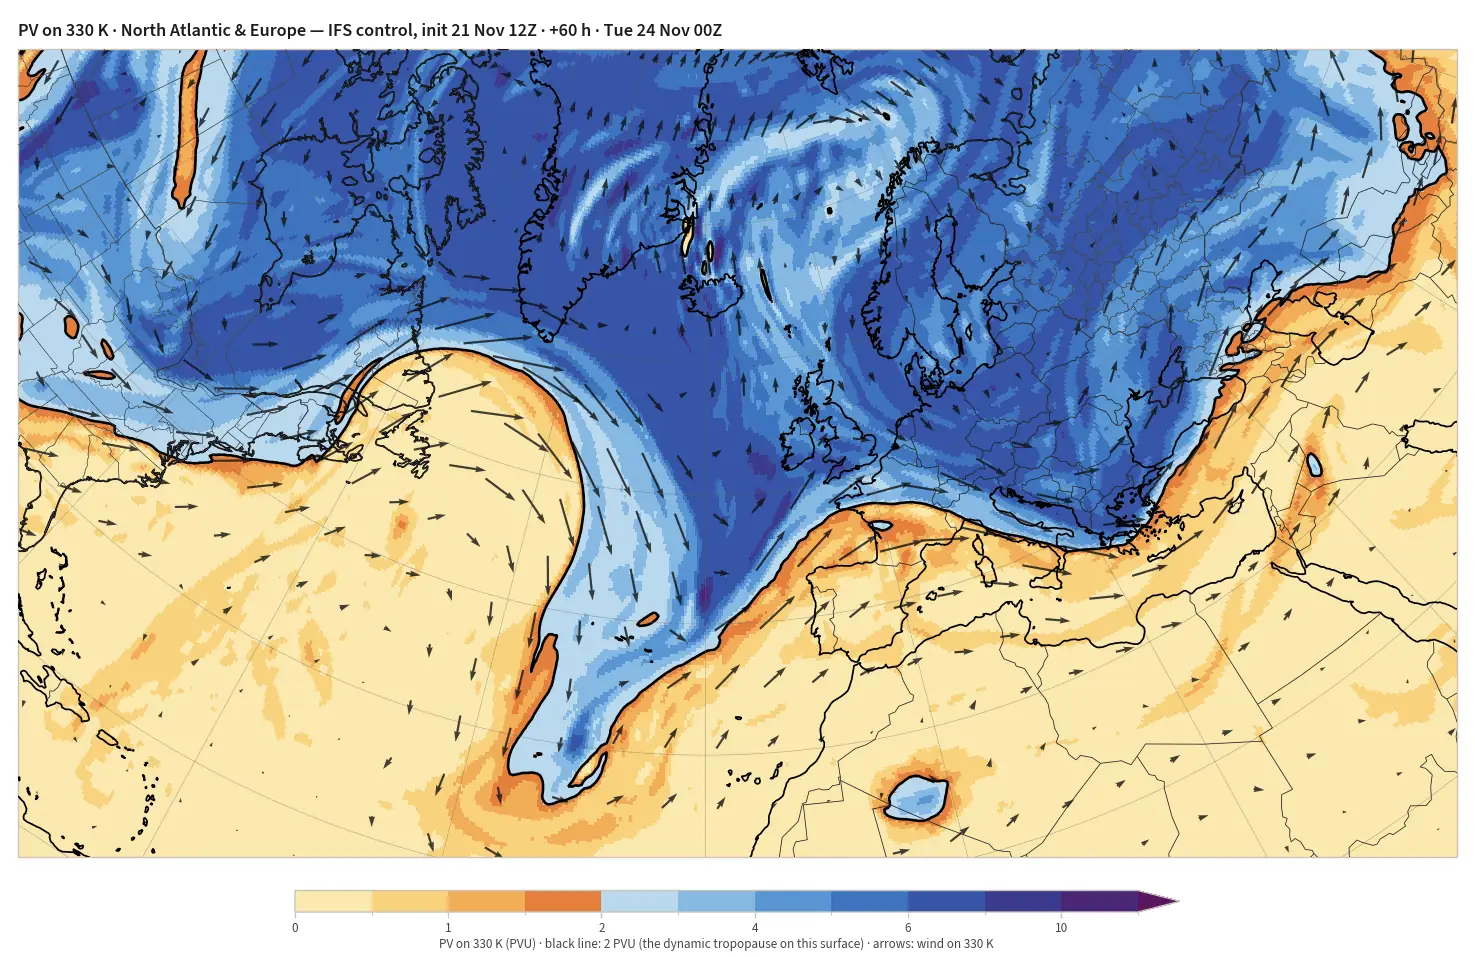 PV on 330 K · North Atlantic & Europe — IFS control, init 21 Nov 12Z · +60 h · Tue 24 Nov 00Z
0 1 2 4 6 10
PV on 330 K (PVU) · black line: 2 PVU (the dynamic tropopause on this surface) · arrows: wind on 330 K